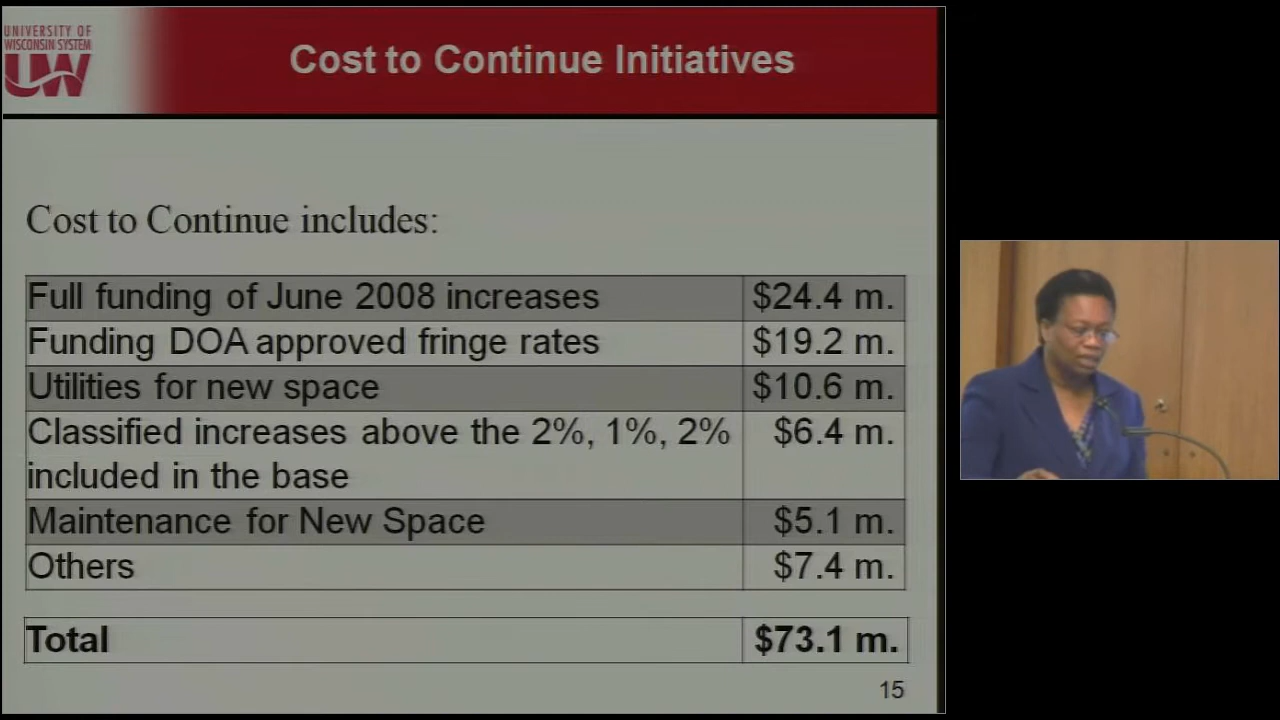 UNIVERSITY OF
WISCONSIN SYSTEM
UW
Cost to Continue Initiatives
Cost to Continue includes:
Full funding of June 2008 increases $24.4 m.
Funding DOA approved fringe rates $19.2 m.
Utilities for new space $10.6 m.
Classified increases above the 2%, 1%, 2% $6.4 m.
included in the base
Maintenance for New Space $5.1 m.
Others $7.4 m.
Total $73.1 m.
15